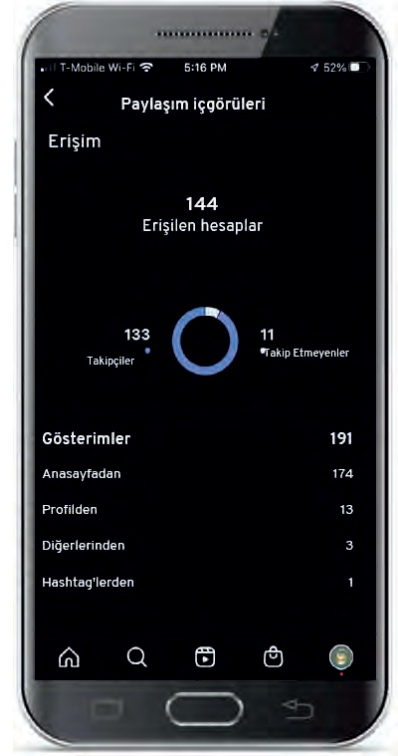 T-Mobile Wi-Fi 5:16 PM 52%
Paylaşım içgörüleri
Erişim
144
Erişilen hesaplar
133
Takipçiler
11
Takip Etmeyenler
Gösterimler 191
Anasayfadan 174
Profilden 13
Diğerlerinden 3
Hashtag'lerden 1